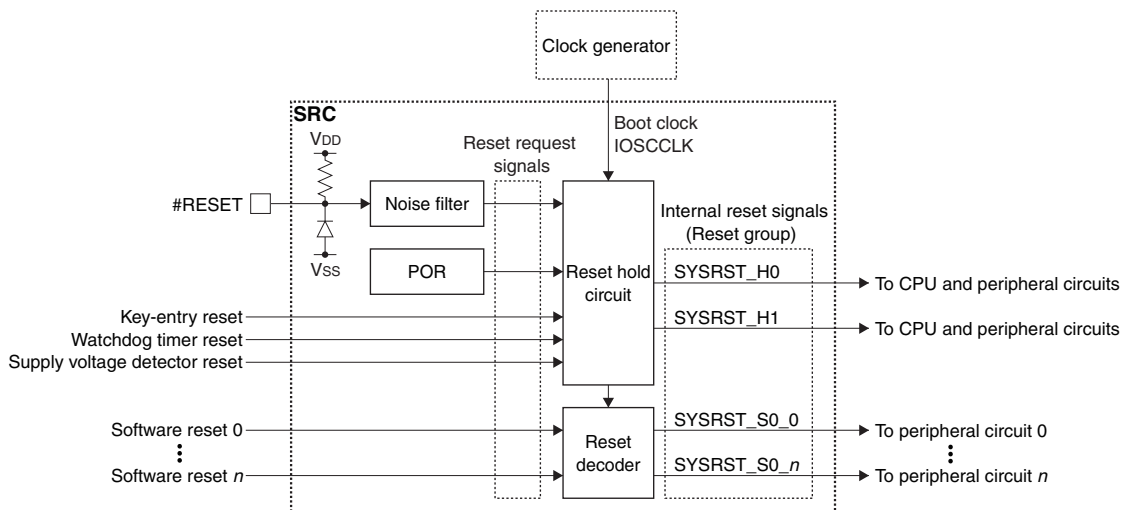 Clock generator
SRC
Boot clock
IOSCCLK
VDD
Reset request
signals
#RESET
Noise filter
Internal reset signals
(Reset group)
VSS
POR
Reset hold
circuit
SYSRST_H0
To CPU and peripheral circuits
Key-entry reset
SYSRST_H1
To CPU and peripheral circuits
Watchdog timer reset
Supply voltage detector reset
Software reset 0
Reset
decoder
SYSRST_S0_0
To peripheral circuit 0
Software reset n
SYSRST_S0_n
To peripheral circuit n